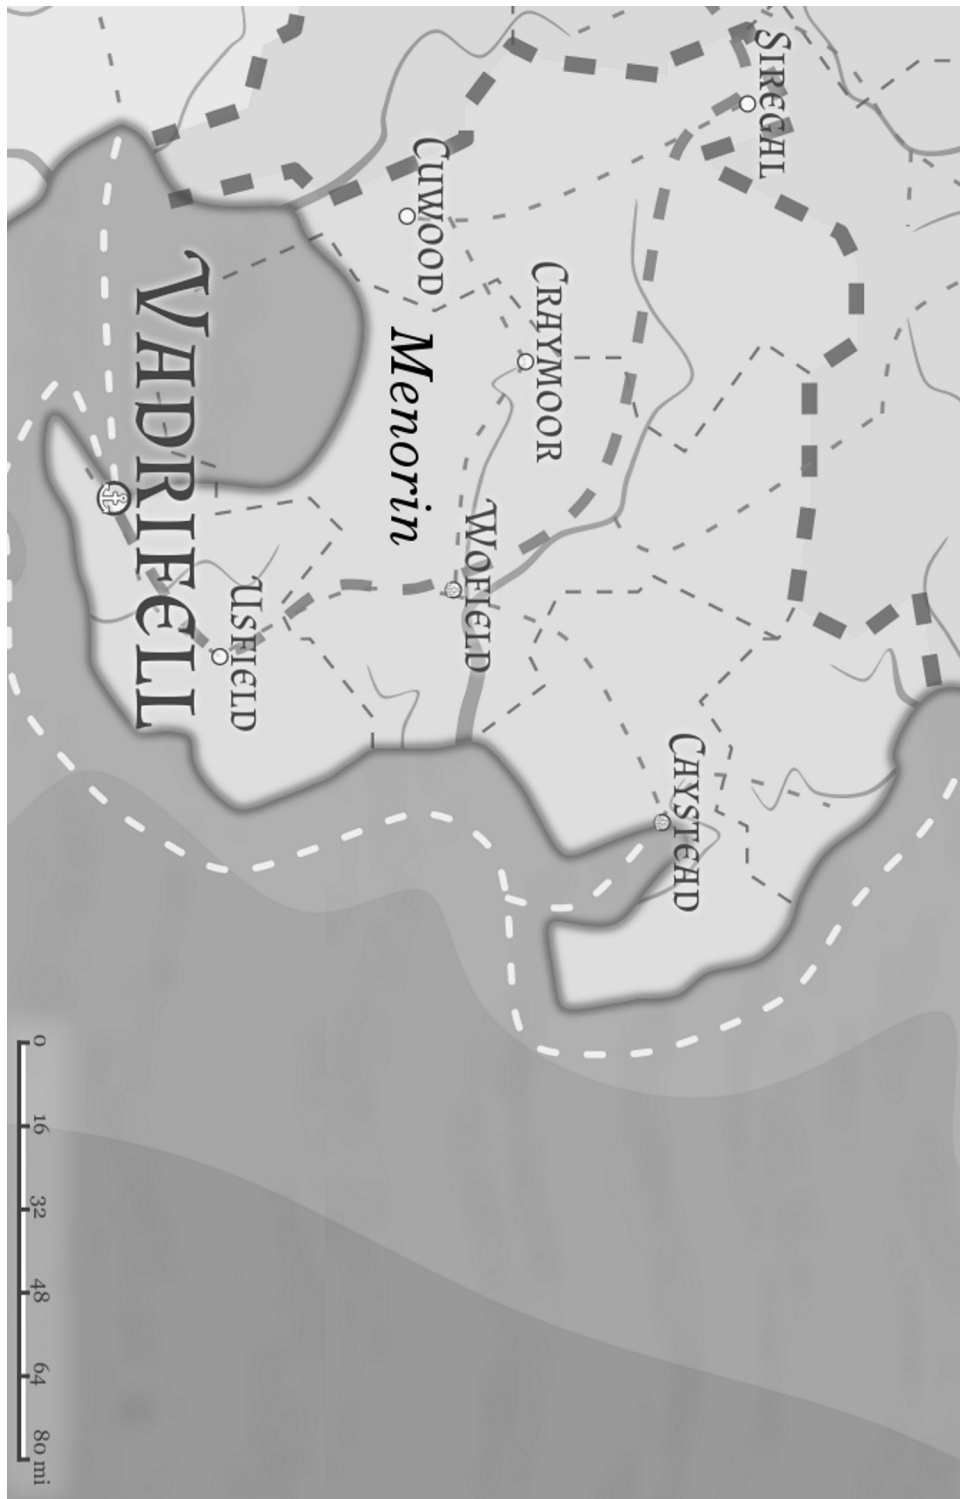 SIREGAL
CAYSTEAD
CRAYMOOR
WOFIELD
CUWOOD
Menorin
USFIELD
VADRIFELL
0 16 32 48 64 80 mi